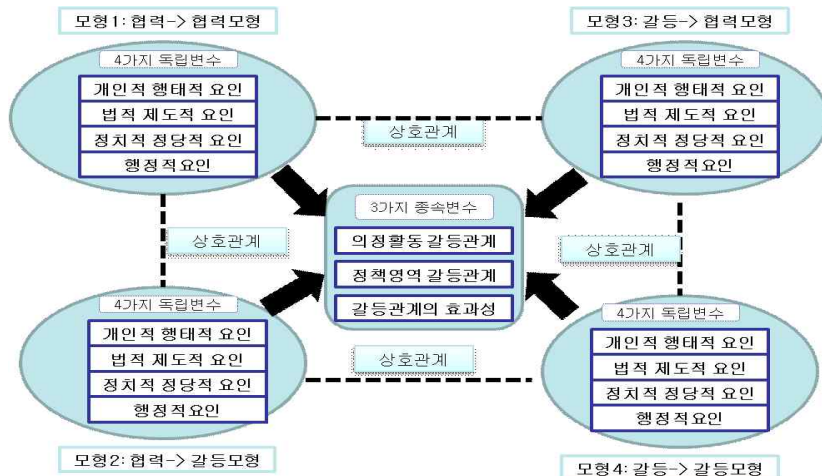 모형1: 협력-> 협력모형
4가지 독립변수
개인적 행태적 요인
법적 제도적 요인
정치적 정당적 요인
행정적요인
모형3: 갈등-> 협력모형
4가지 독립변수
개인적 행태적 요인
법적 제도적 요인
정치적 정당적 요인
행정적요인
상호관계
3가지 종속변수
의정활동 갈등관계
정책영역 갈등관계
갈등관계의 효과성
상호관계
상호관계
4가지 독립변수
개인적 행태적 요인
법적 제도적 요인
정치적 정당적 요인
행정적요인
모형2: 협력-> 갈등모형
상호관계
4가지 독립변수
개인적 행태적 요인
법적 제도적 요인
정치적 정당적 요인
행정적요인
모형4: 갈등-> 갈등모형